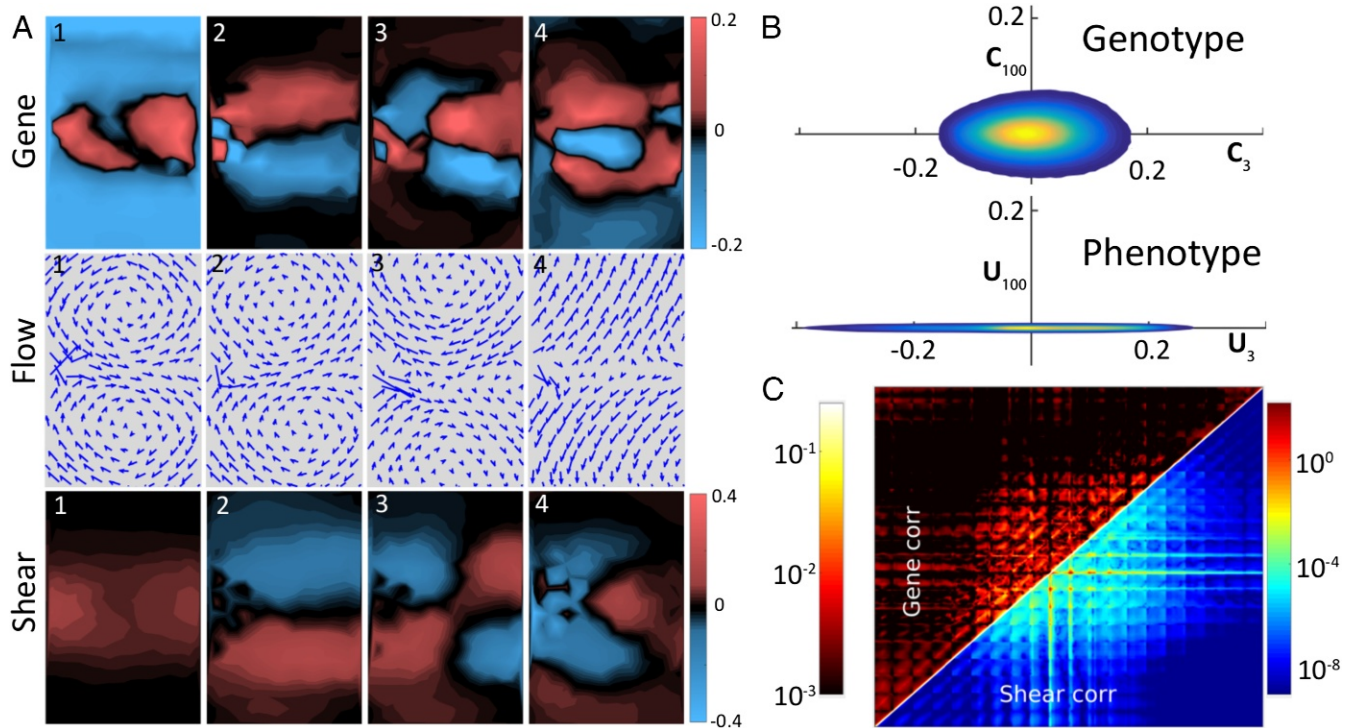 A
Gene
1
2
3
4
0.2
0
-0.2
Flow
1
2
3
4
Shear
1
2
3
4
0.4
0
-0.4
B
0.2
C100
Genotype
-0.2
0.2
C3
0.2
U100
Phenotype
-0.2
0.2
U3
C
10-1
10-2
10-3
Gene corr
Shear corr
100
10-4
10-8